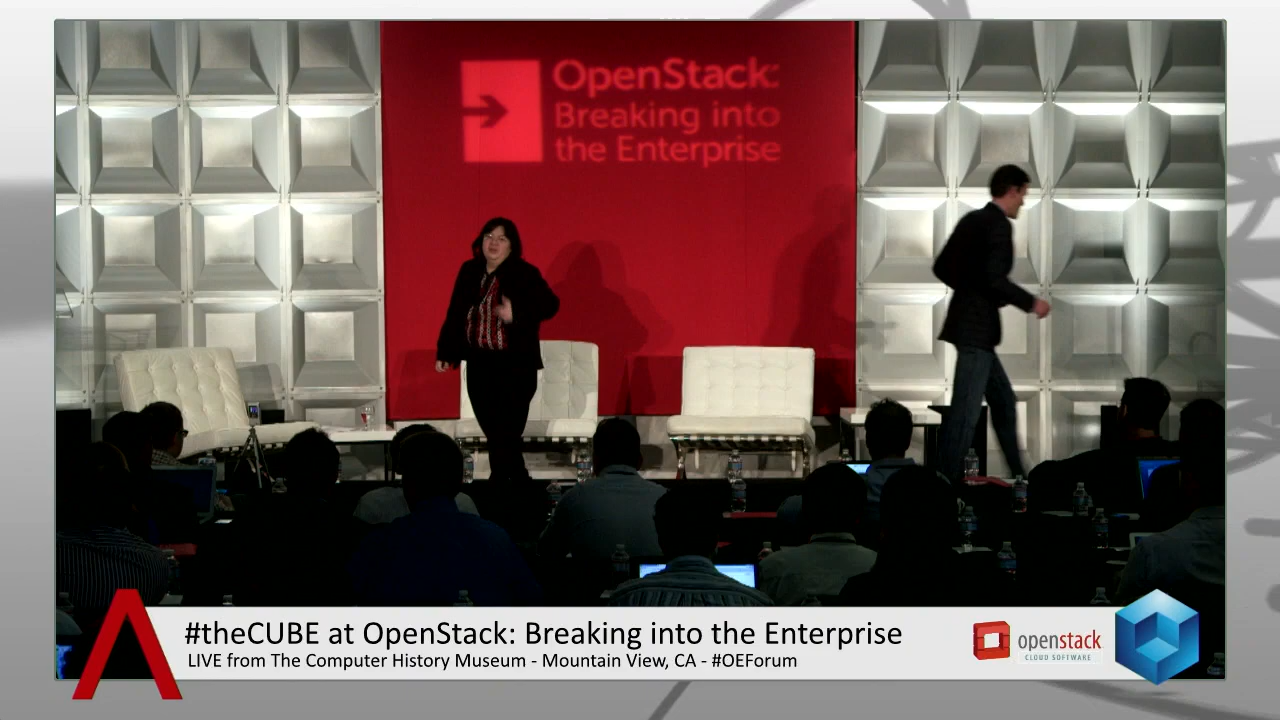 OpenStack:
Breaking into
the Enterprise
#theCUBE at OpenStack: Breaking into the Enterprise
LIVE from The Computer History Museum - Mountain View, CA - #OEForum
openstack
CLOUD SOFTWARE